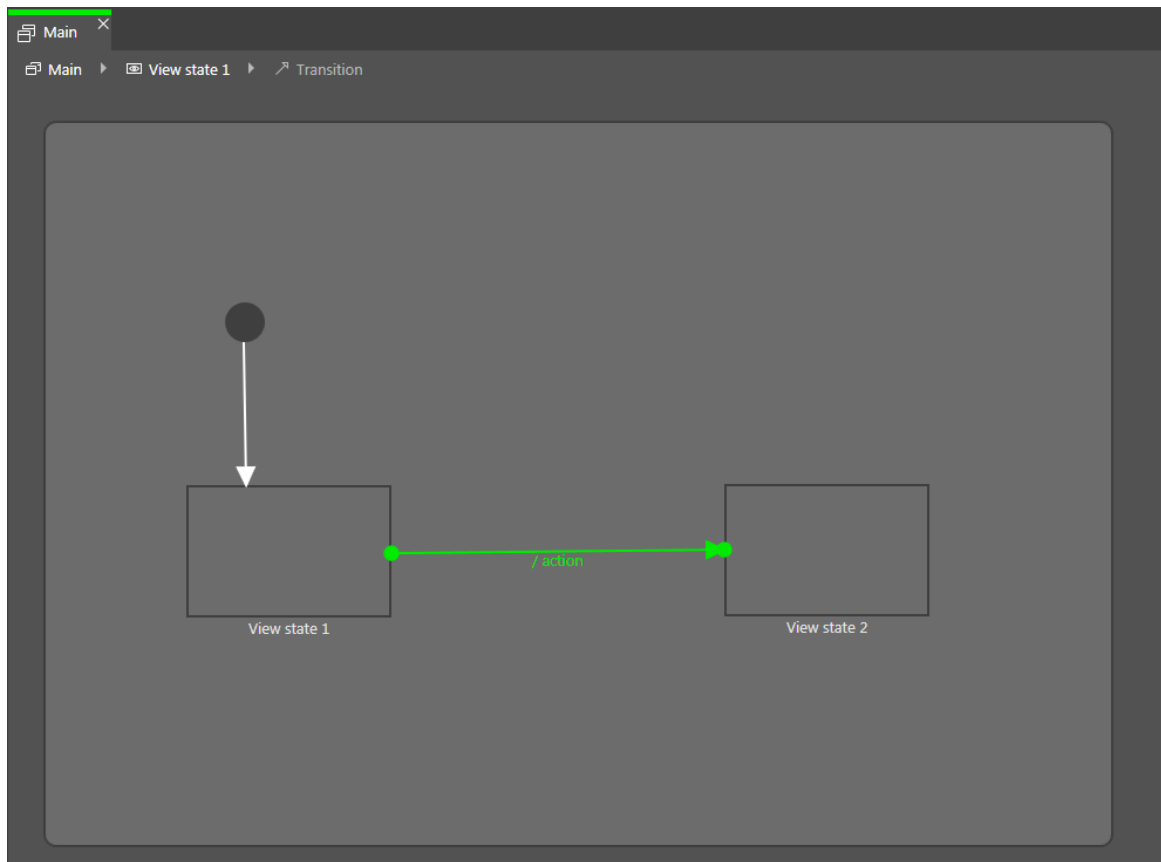 Main
Main View state 1 Transition
/ action
View state 1
View state 2